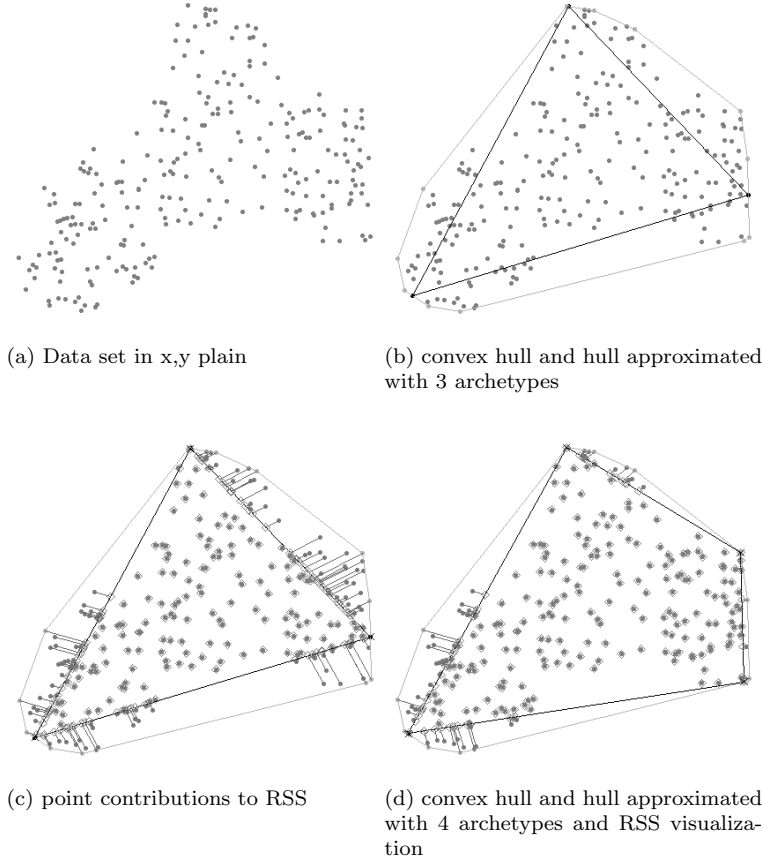 (a) Data set in x,y plain
(b) convex hull and hull approximated
with 3 archetypes
(c) point contributions to RSS
(d) convex hull and hull approximated
with 4 archetypes and RSS visualiza-
tion